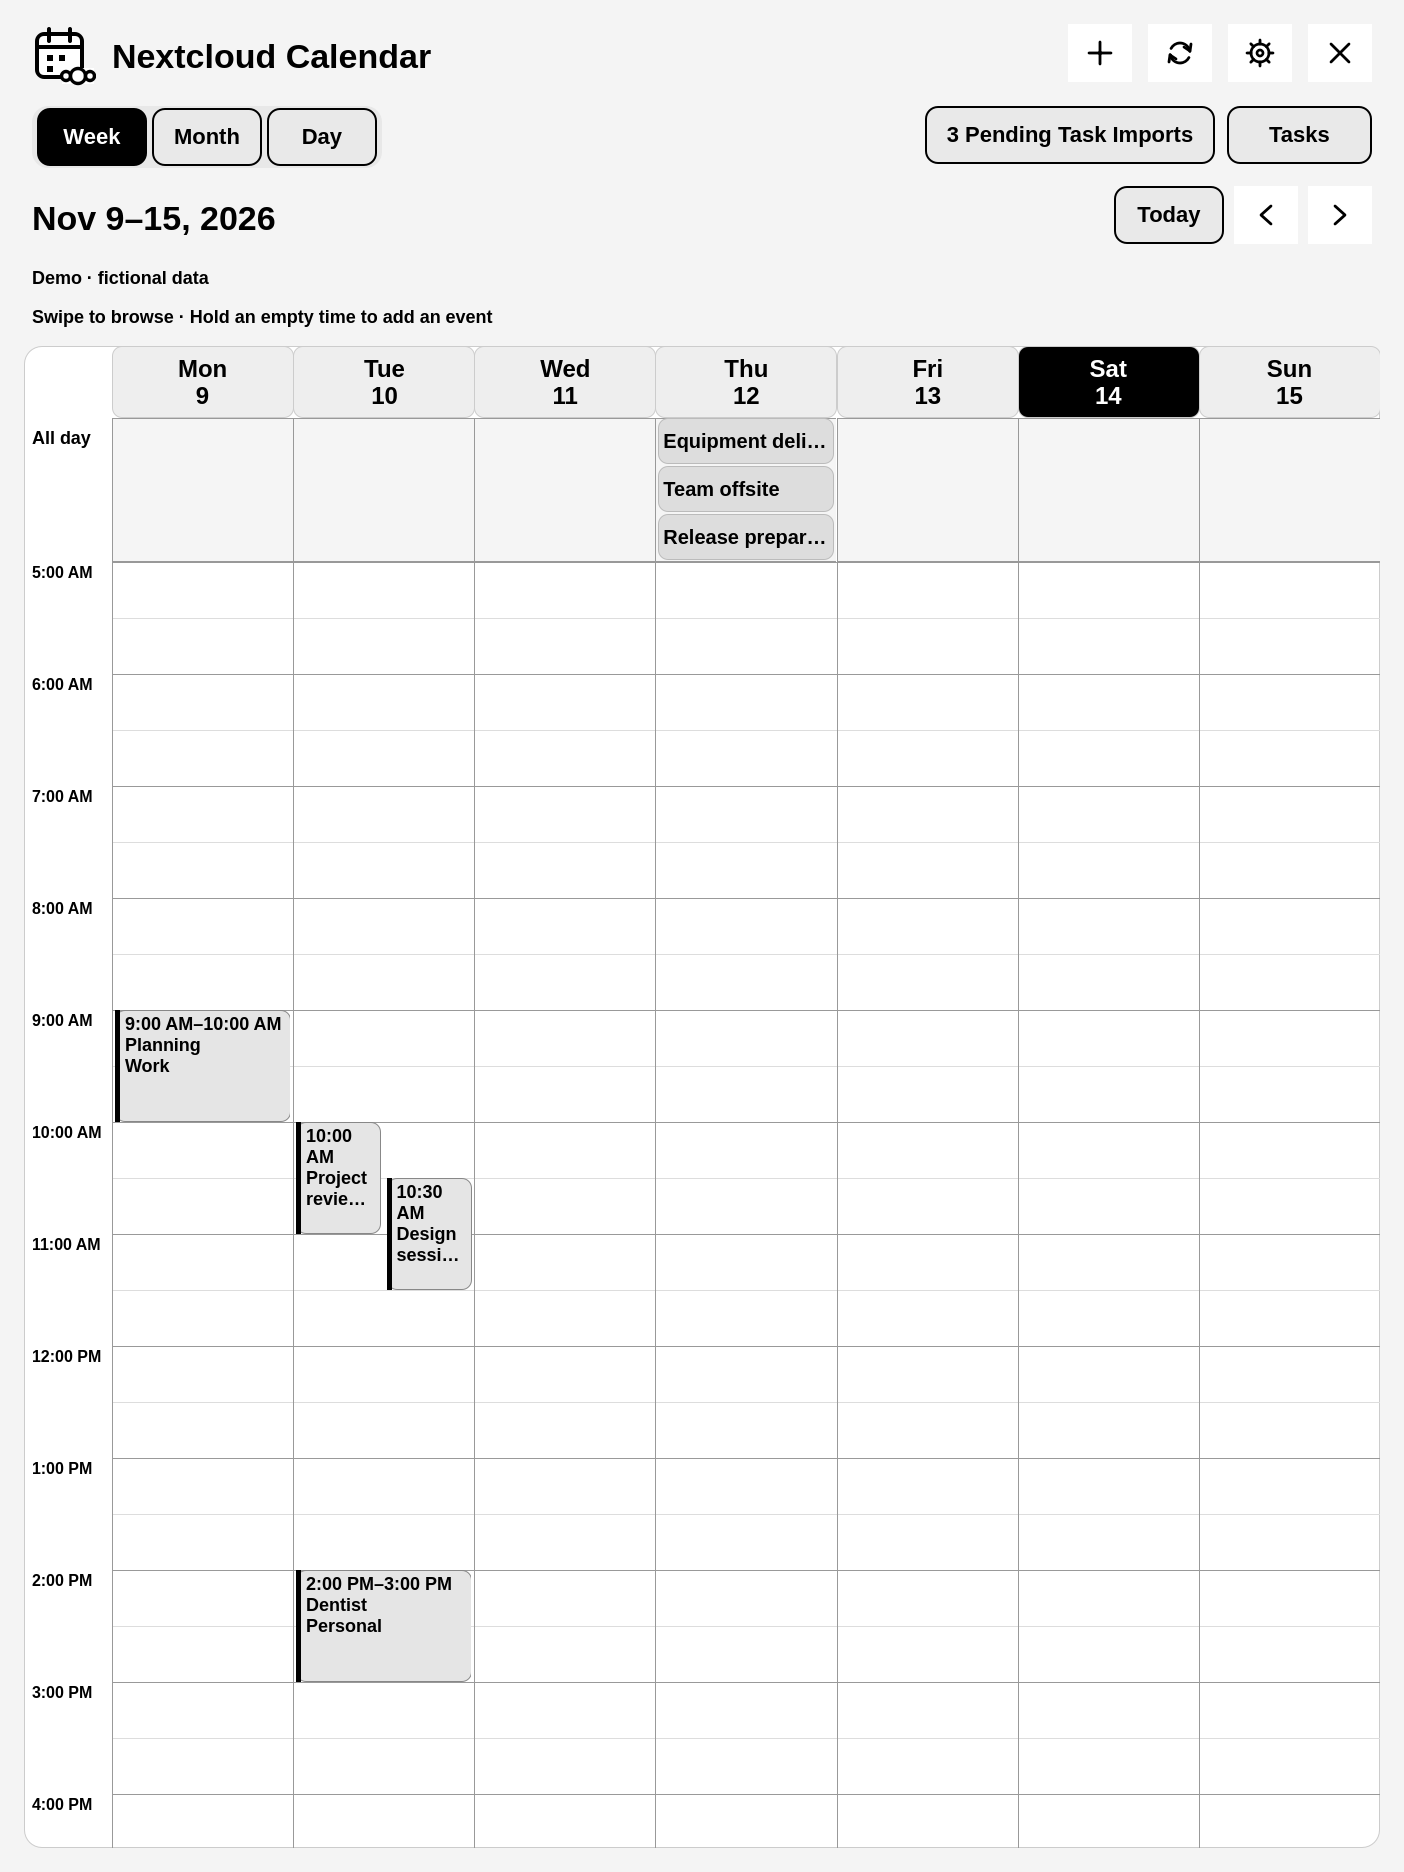 Nextcloud Calendar
Week
Month
Day
3 Pending Task Imports
Tasks
Nov 9–15, 2026
Today
Demo · fictional data
Swipe to browse · Hold an empty time to add an event
Mon
9
Tue
10
Wed
11
Thu
12
Fri
13
Sat
14
Sun
15
All day
Equipment deli…
Team offsite
Release prepar…
5:00 AM
6:00 AM
7:00 AM
8:00 AM
9:00 AM
9:00 AM–10:00 AM
Planning
Work
10:00 AM
10:00
AM
Project
revie…
10:30
AM
Design
sessi…
11:00 AM
12:00 PM
1:00 PM
2:00 PM
2:00 PM–3:00 PM
Dentist
Personal
3:00 PM
4:00 PM